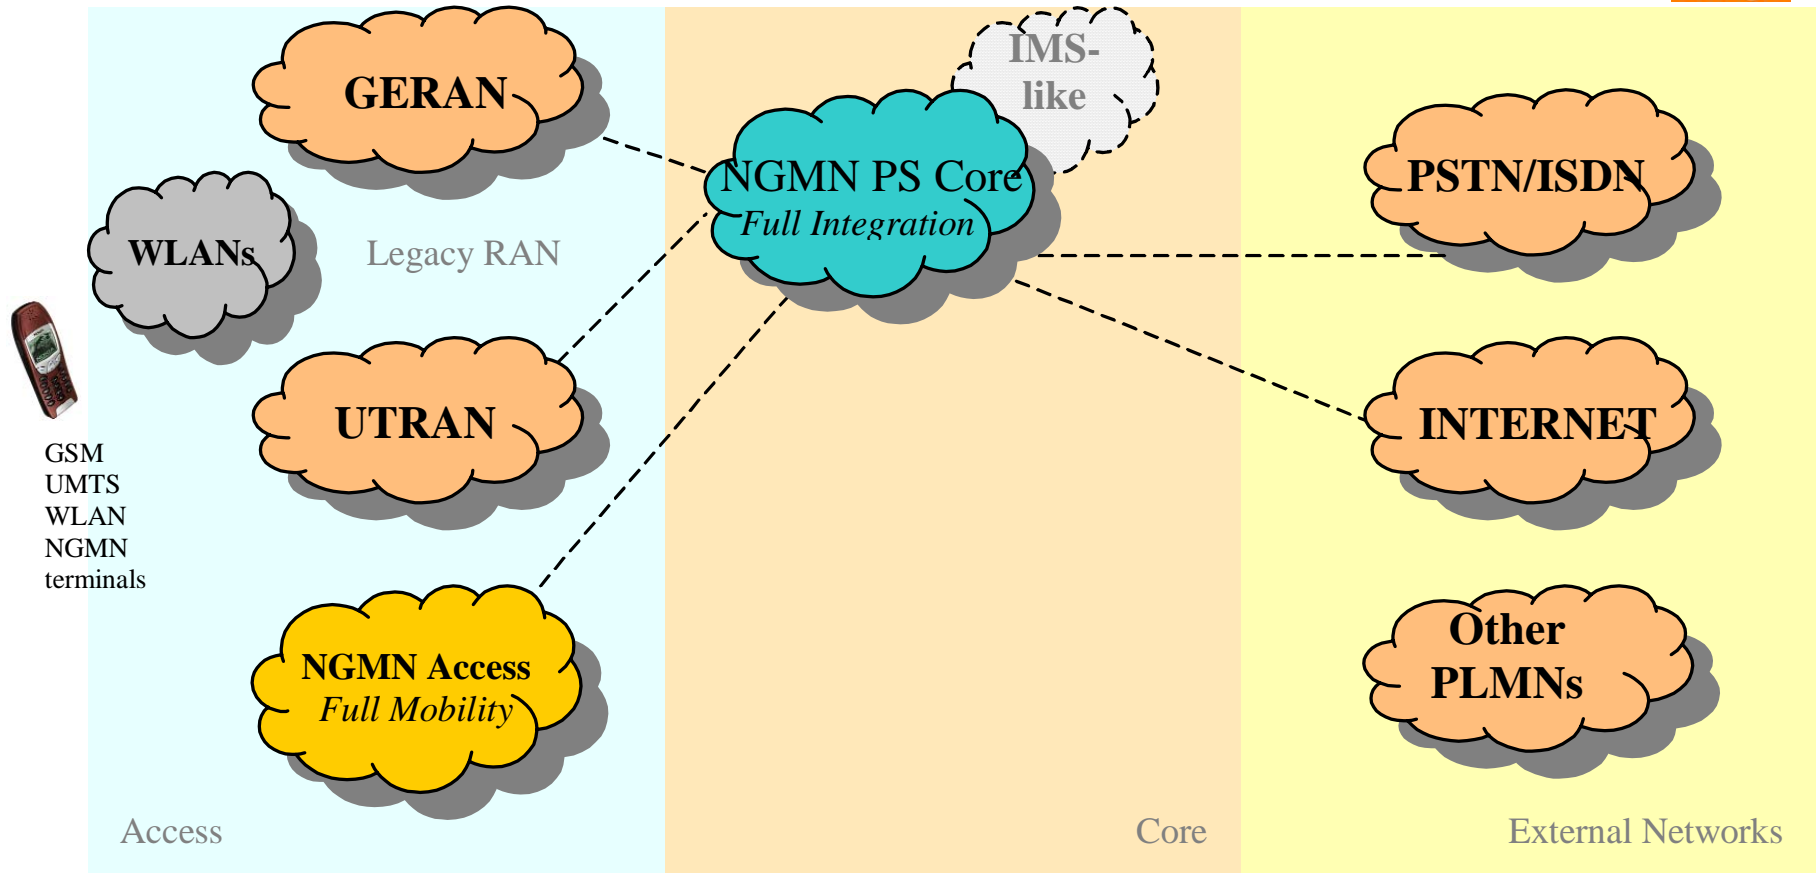 GERAN
IMS-
like
NGMN PS Core
Full Integration
PSTN/ISDN
WLANs
Legacy RAN
UTRAN
INTERNET
GSM
UMTS
WLAN
NGMN
terminals
NGMN Access
Full Mobility
Other
PLMNs
Access
Core
External Networks